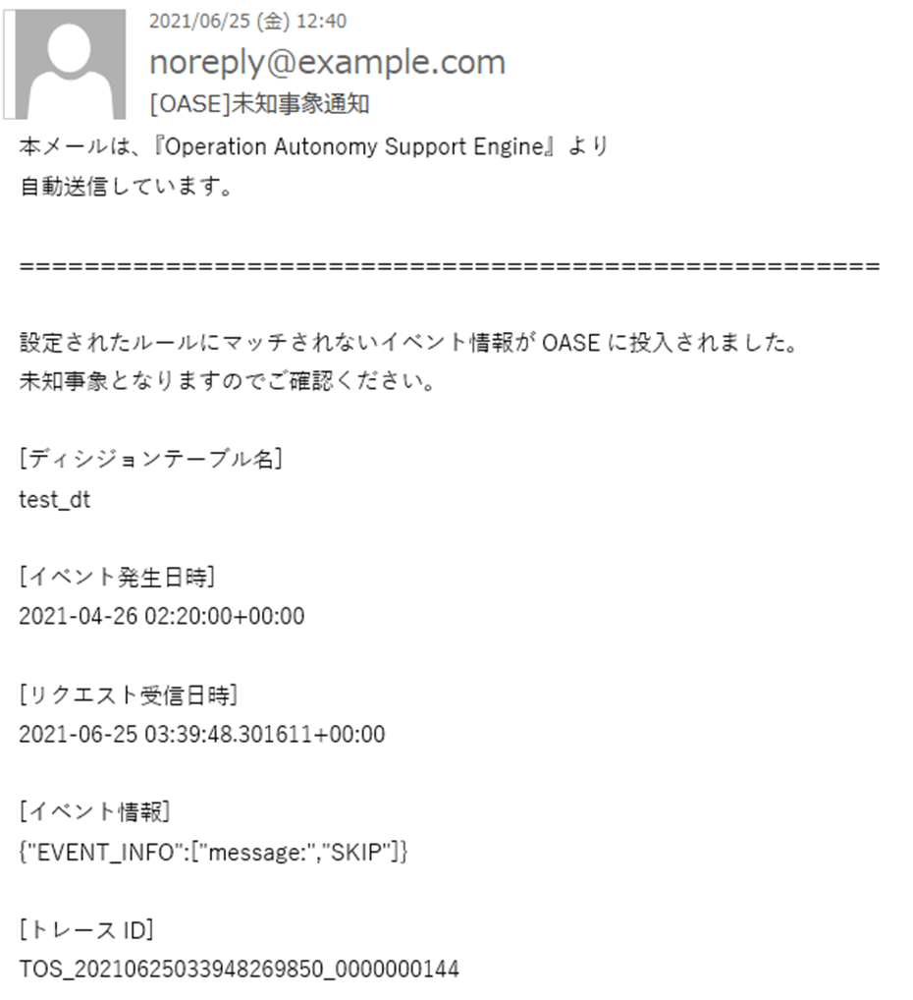 2021/06/25 (金) 12:40
noreply@example.com
[OASE]未知事象通知
本メールは、『Operation Autonomy Support Engine』より
自動送信しています。
=====================================================
設定されたルールにマッチされないイベント情報が OASE に投入されました。
未知事象となりますのでご確認ください。
[ディシジョンテーブル名]
test_dt
[イベント発生日時]
2021-04-26 02:20:00+00:00
[リクエスト受信日時]
2021-06-25 03:39:48.301611+00:00
[イベント情報]
{"EVENT_INFO":["message:","SKIP"]}
[トレース ID]
TOS_20210625033948269850_0000000144